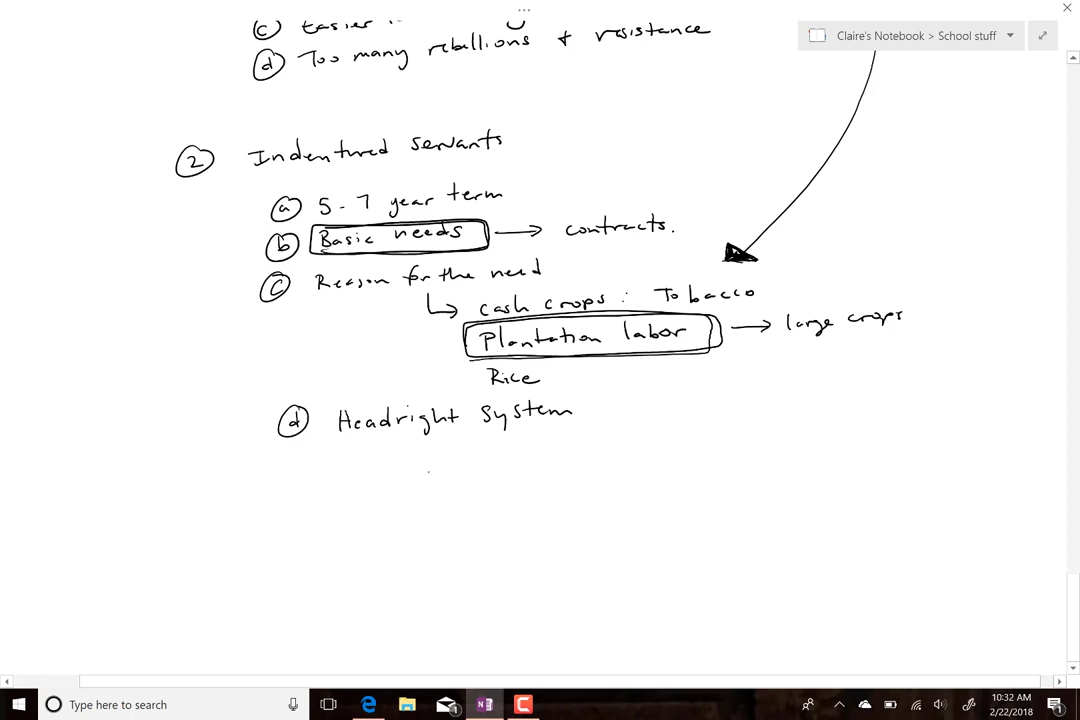 ...
Claire's Notebook > School stuff
(c) Easier
(d) Too many rebellions + resistance
(2) Indentured servants
(a) 5-7 year term
(b) Basic needs → contracts.
(c) Reason for the need
↳ cash crops : Tobacco
Plantation labor → large crops
Rice
(d) Headright System
Type here to search
10:32 AM
2/22/2018